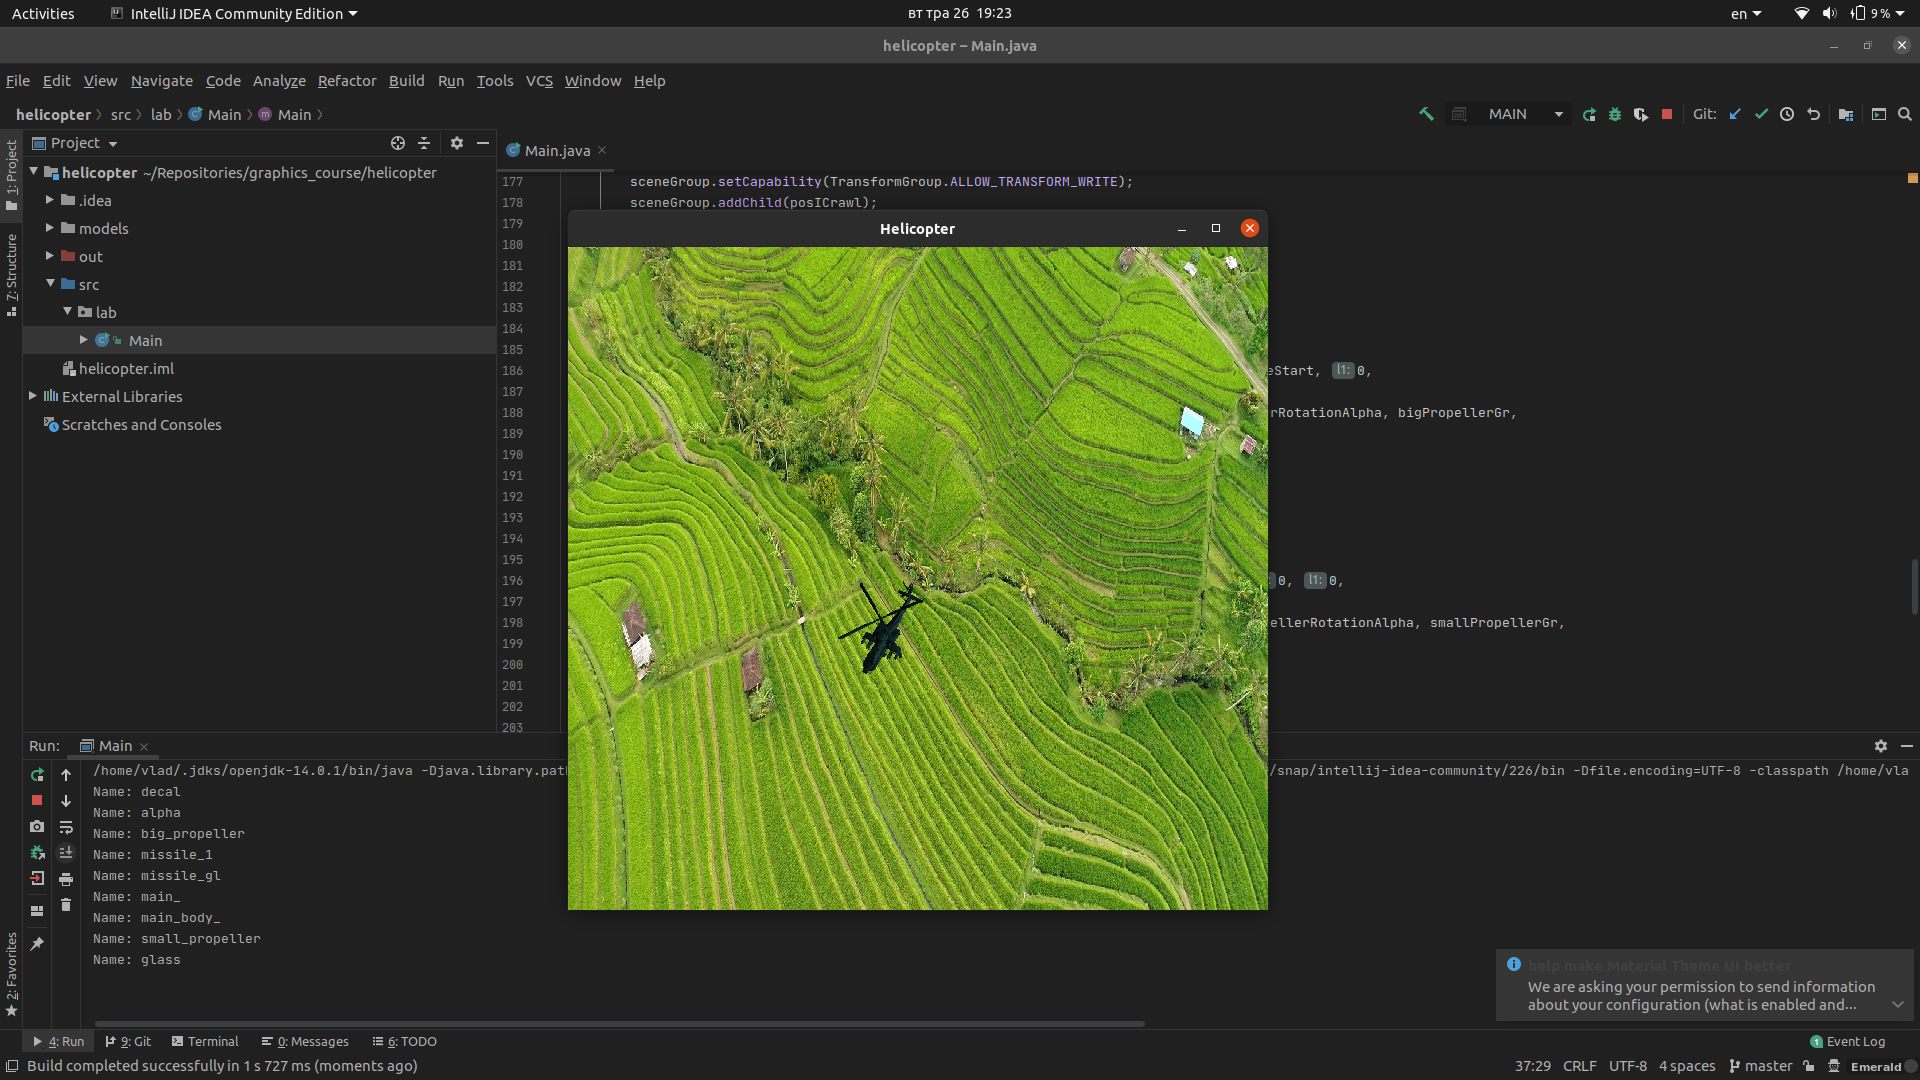 Activities IntelliJ IDEA Community Edition вт тра 26 19:23 en 9 %
helicopter – Main.java
File Edit View Navigate Code Analyze Refactor Build Run Tools VCS Window Help
helicopter src lab Main Main MAIN Git:
1: Project
7: Structure
2: Favorites
Project
helicopter ~/Repositories/graphics_course/helicopter
.idea
models
out
src
lab
Main
helicopter.iml
External Libraries
Scratches and Consoles
Main.java
177 sceneGroup.setCapability(TransformGroup.ALLOW_TRANSFORM_WRITE);
178 sceneGroup.addChild(posICrawl);
179
180
181
182
183
184
185
186 eStart, l1: 0,
187
188 rRotationAlpha, bigPropellerGr,
189
190
191
192
193
194
195
196 0, l1: 0,
197
198 ellerRotationAlpha, smallPropellerGr,
199
200
201
202
203
Helicopter
Run: Main
/home/vlad/.jdks/openjdk-14.0.1/bin/java -Djava.library.pat /snap/intellij-idea-community/226/bin -Dfile.encoding=UTF-8 -classpath /home/vla
Name: decal
Name: alpha
Name: big_propeller
Name: missile_1
Name: missile_gl
Name: main_
Name: main_body_
Name: small_propeller
Name: glass
help make Material Theme UI better
We are asking your permission to send information
about your configuration (what is enabled and...
4: Run 9: Git Terminal 0: Messages 6: TODO 1 Event Log
Build completed successfully in 1 s 727 ms (moments ago) 37:29 CRLF UTF-8 4 spaces master Emerald